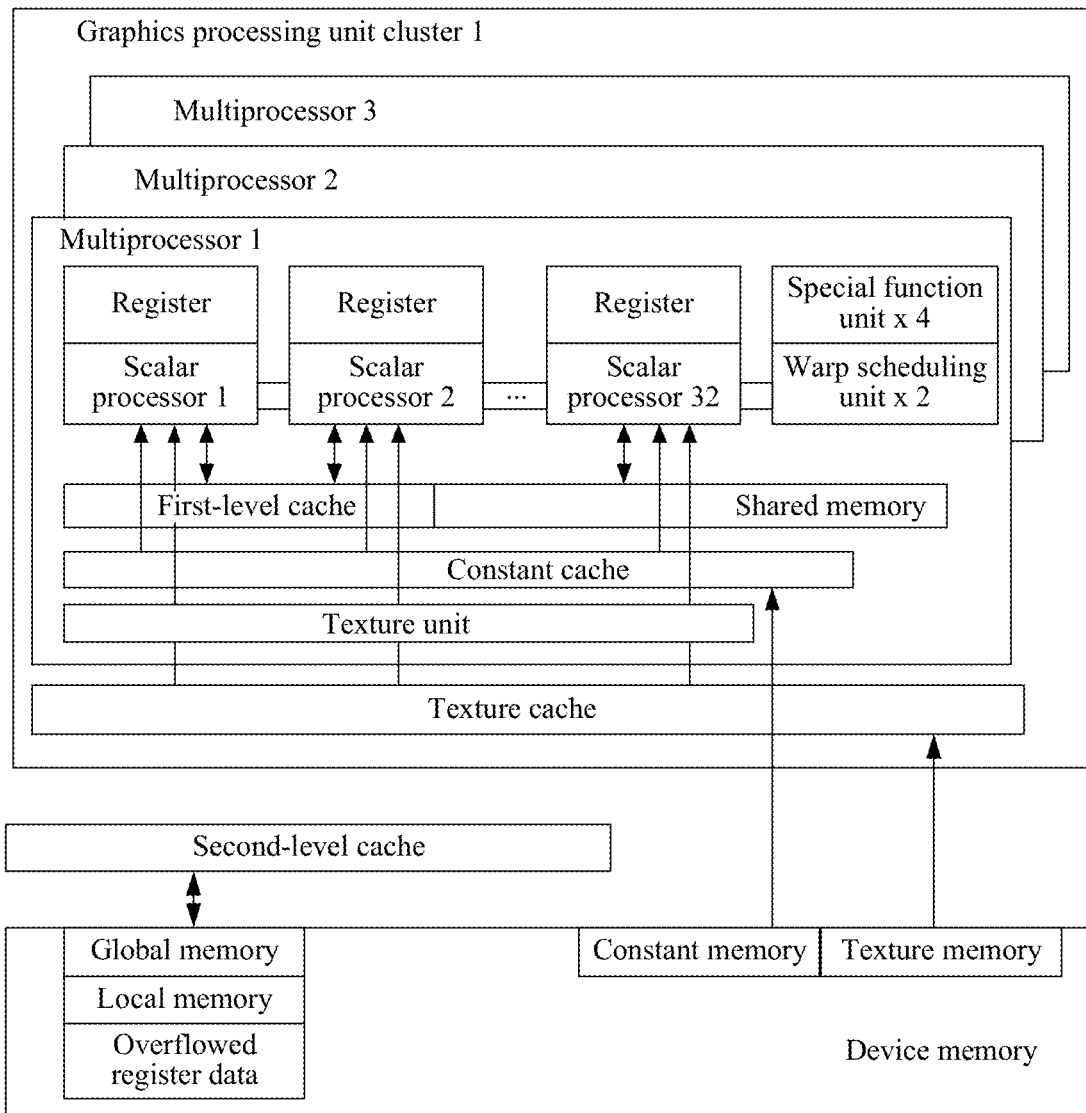 Graphics processing unit cluster 1
Multiprocessor 3
Multiprocessor 2
Multiprocessor 1
Register
Register
Register
Special function
unit x 4
Scalar
processor 1
Scalar
processor 2
...
Scalar
processor 32
Warp scheduling
unit x 2
First-level cache
Shared memory
Constant cache
Texture unit
Texture cache
Second-level cache
Global memory
Constant memory
Texture memory
Local memory
Overflowed
register data
Device memory